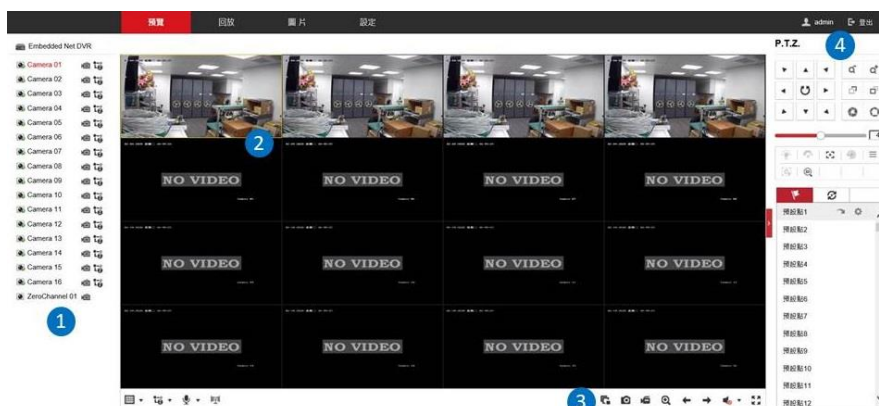 預覽 回放 圖片 設定 admin 登出
Embedded Net DVR
Camera 01
Camera 02
Camera 03
Camera 04
Camera 05
Camera 06
Camera 07
Camera 08
Camera 09
Camera 10
Camera 11
Camera 12
Camera 13
Camera 14
Camera 15
Camera 16
ZeroChannel 01
1
2
NO VIDEO NO VIDEO NO VIDEO NO VIDEO
NO VIDEO NO VIDEO NO VIDEO NO VIDEO
NO VIDEO NO VIDEO NO VIDEO NO VIDEO
3
P.T.Z.
4
預設點1
預設點2
預設點3
預設點4
預設點5
預設點6
預設點7
預設點8
預設點9
預設點10
預設點11
預設點12